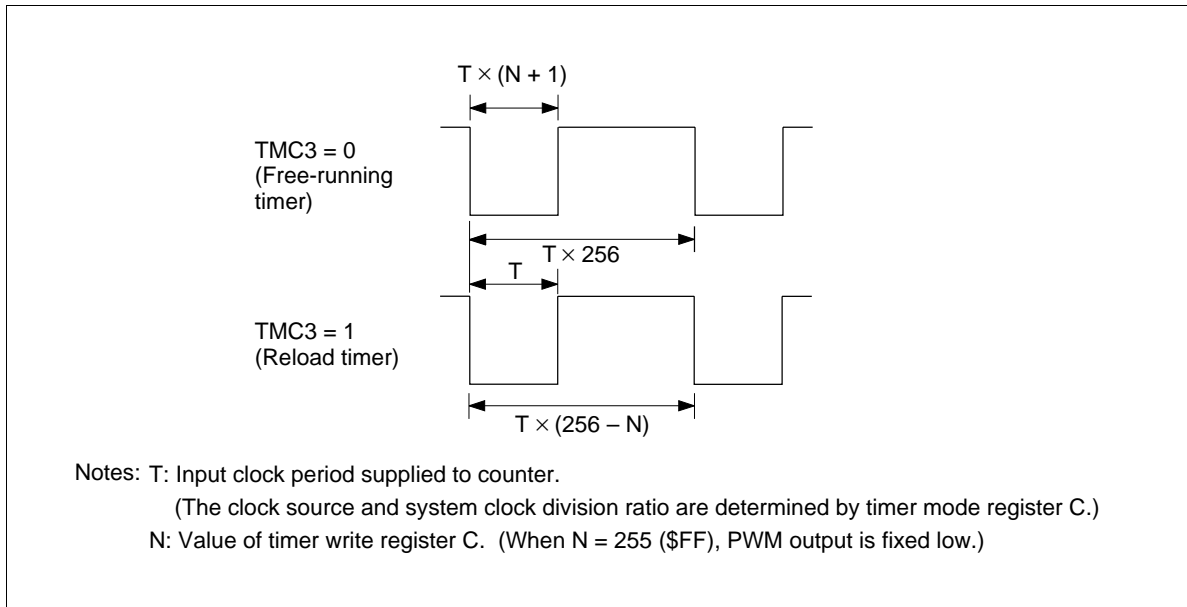 T × (N + 1)
TMC3 = 0
(Free-running
timer)
T × 256
T
TMC3 = 1
(Reload timer)
T × (256 – N)
Notes: T: Input clock period supplied to counter.
(The clock source and system clock division ratio are determined by timer mode register C.)
N: Value of timer write register C. (When N = 255 ($FF), PWM output is fixed low.)